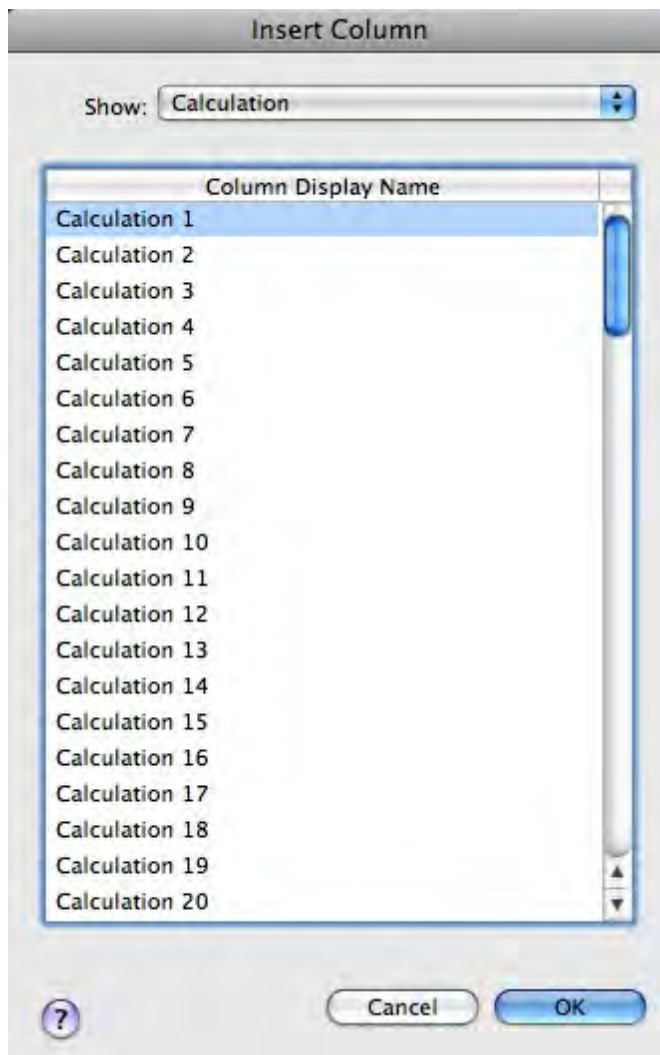 Insert Column
Show: Calculation
Column Display Name
Calculation 1
Calculation 2
Calculation 3
Calculation 4
Calculation 5
Calculation 6
Calculation 7
Calculation 8
Calculation 9
Calculation 10
Calculation 11
Calculation 12
Calculation 13
Calculation 14
Calculation 15
Calculation 16
Calculation 17
Calculation 18
Calculation 19
Calculation 20
? Cancel OK